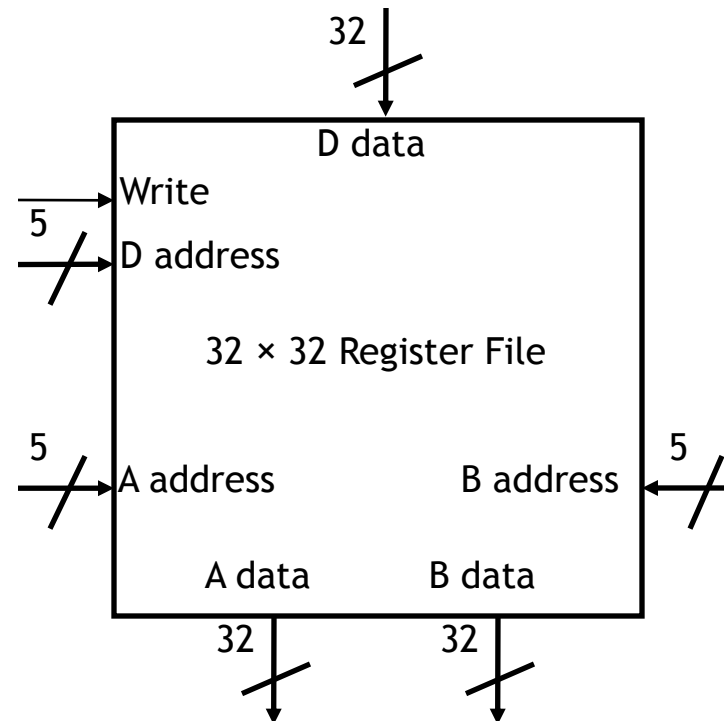 32
D data
Write
5
D address
32 × 32 Register File
5
A address
B address
5
A data
B data
32
32